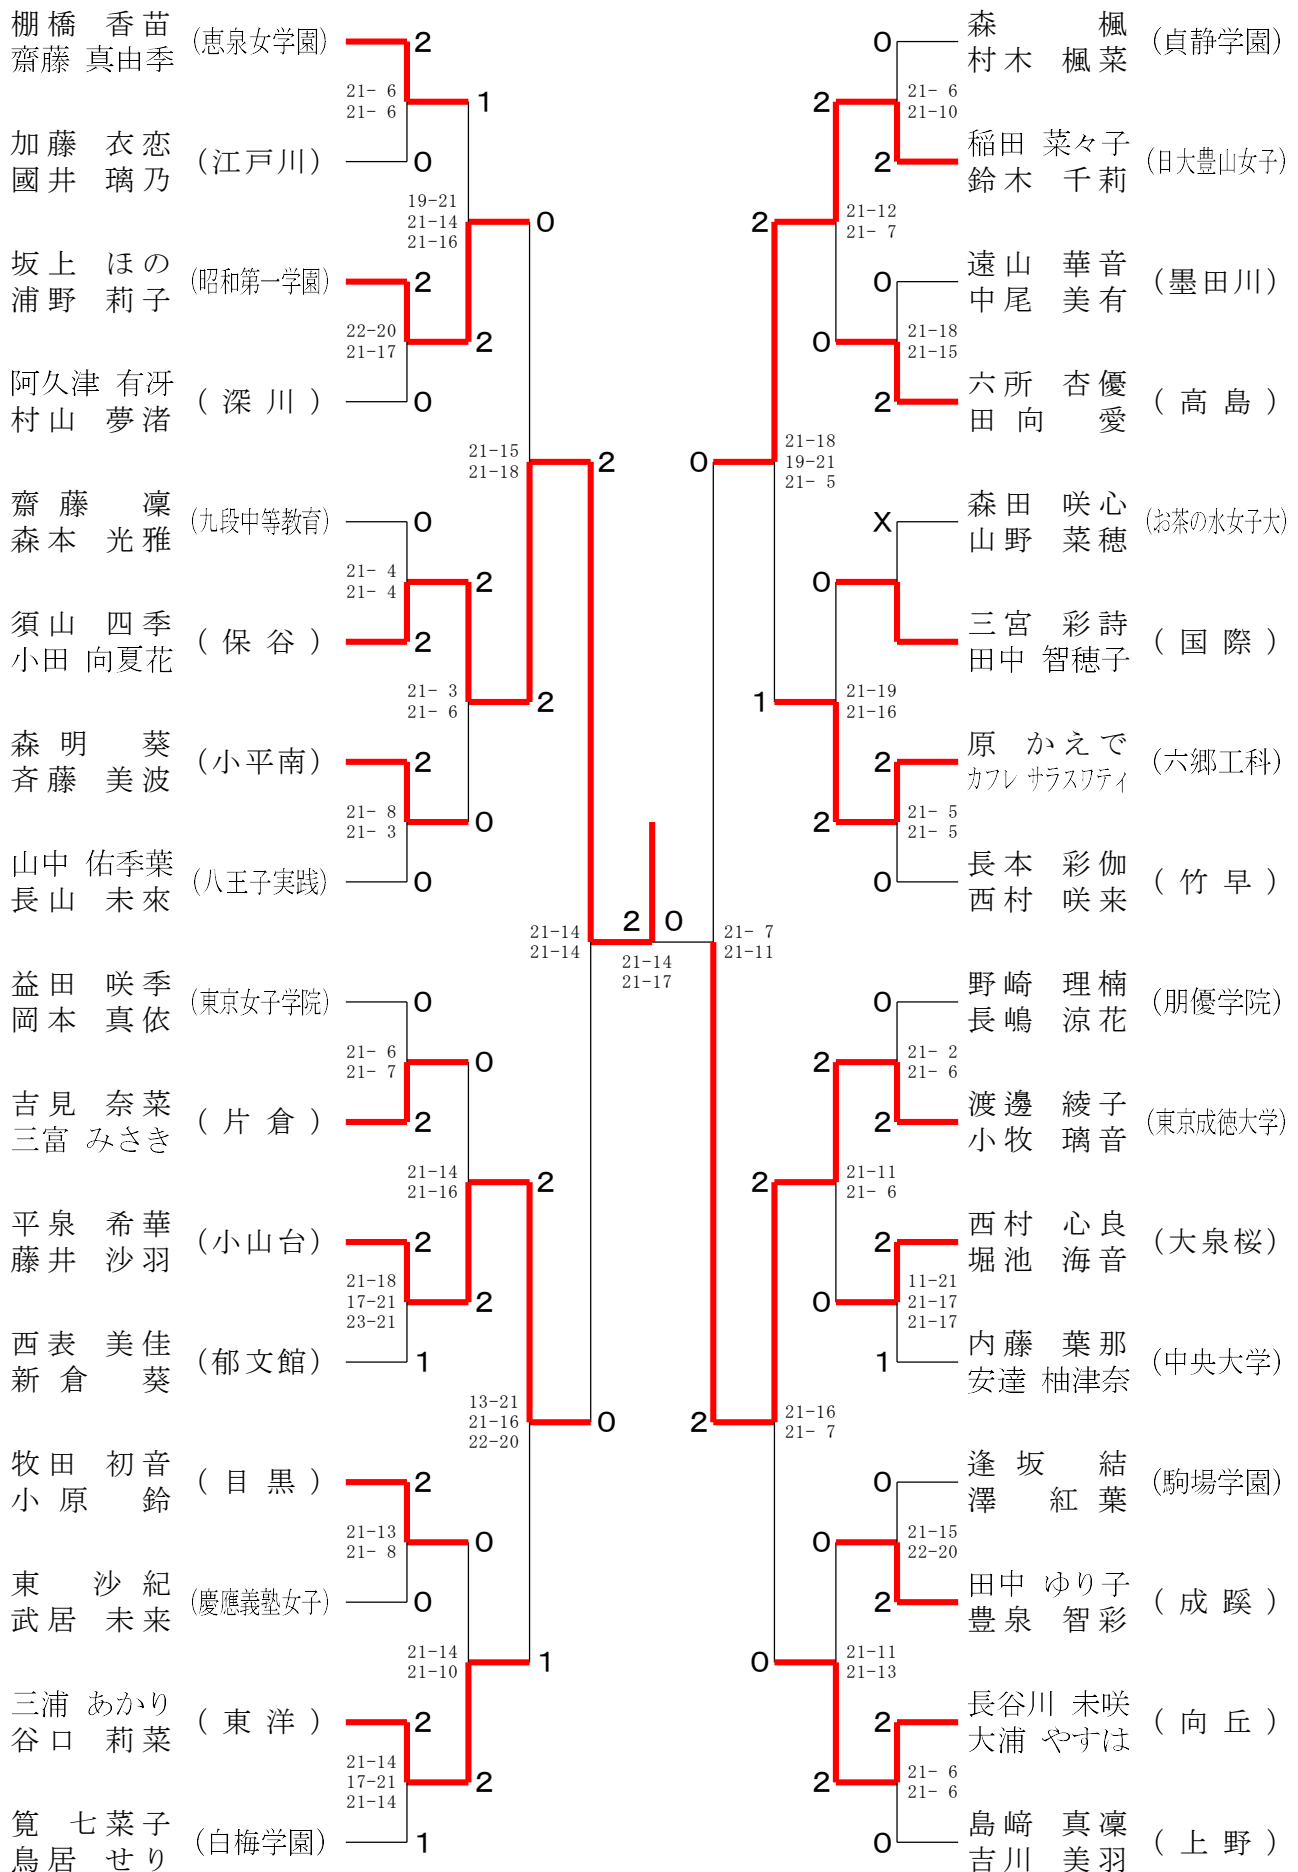 棚橋 香苗
齋藤 真由季
(恵泉女学園)
2
21- 6
21- 6
1
加藤 衣恋
國井 璃乃
(江戸川)
0
19-21
21-14
21-16
0
坂上 ほの
浦野 莉子
(昭和第一学園)
2
22-20
21-17
2
阿久津 有冴
村山 夢渚
(深川)
0
21-15
21-18
2
齋藤 凜
森本 光雅
(九段中等教育)
0
21- 4
21- 4
2
須山 四季
小田 向夏花
(保谷)
2
21- 3
21- 6
2
森明 葵
斉藤 美波
(小平南)
2
21- 8
21- 3
0
山中 佑季葉
長山 未來
(八王子実践)
0
21-14
21-14
2 0
21-14
21-17
益田 咲季
岡本 真依
(東京女子学院)
0
21- 6
21- 7
0
吉見 奈菜
三富 みさき
(片倉)
2
21-14
21-16
2
平泉 希華
藤井 沙羽
(小山台)
2
21-18
17-21
23-21
2
西表 美佳
新倉 葵
(郁文館)
1
13-21
21-16
22-20
0
牧田 初音
小原 鈴
(目黒)
2
21-13
21- 8
0
東 沙紀
武居 未来
(慶應義塾女子)
0
21-14
21-10
1
三浦 あかり
谷口 莉菜
(東洋)
2
21-14
17-21
21-14
2
筧 七菜子
鳥居 せり
(白梅学園)
1
森 楓
村木 楓菜
(貞静学園)
0
21- 6
21-10
2
稲田 菜々子
鈴木 千莉
(日大豊山女子)
2
21-12
21- 7
2
遠山 華音
中尾 美有
(墨田川)
0
21-18
21-15
0
六所 杏優
田向 愛
(高島)
2
21-18
19-21
21- 5
0
森田 咲心
山野 菜穂
(お茶の水女子大)
X
0
三宮 彩詩
田中 智穂子
(国際)
21-19
21-16
1
原 かえで
カフレ サラスワティ
(六郷工科)
2
21- 5
21- 5
2
長本 彩伽
西村 咲来
(竹早)
0
21- 7
21-11
野崎 理楠
長嶋 涼花
(朋優学院)
0
21- 2
21- 6
2
渡邊 綾子
小牧 璃音
(東京成徳大学)
2
21-11
21- 6
2
西村 心良
堀池 海音
(大泉桜)
2
11-21
21-17
21-17
0
内藤 葉那
安達 柚津奈
(中央大学)
1
21-16
21- 7
2
逢坂 結
澤 紅葉
(駒場学園)
0
21-15
22-20
0
田中 ゆり子
豊泉 智彩
(成蹊)
2
21-11
21-13
0
長谷川 未咲
大浦 やすは
(向丘)
2
21- 6
21- 6
2
島﨑 真凜
吉川 美羽
(上野)
0